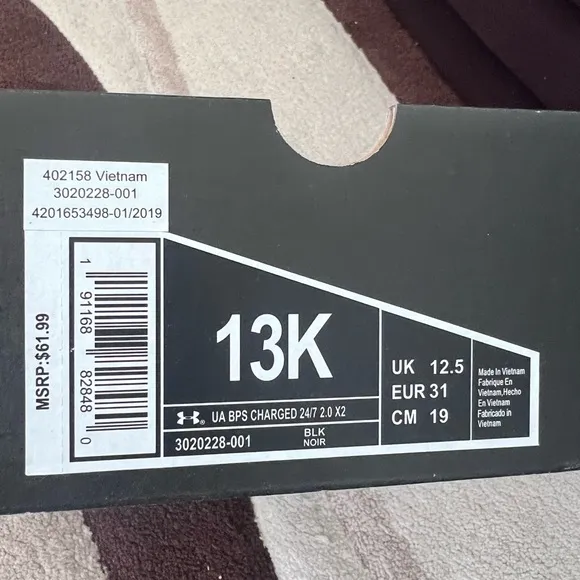 402158 Vietnam
3020228-001
4201653498-01/2019
MSRP:$61.99
1 91168 82848 0
13K
UA BPS CHARGED 24/7 2.0 X2
3020228-001
BLK
NOIR
UK 12.5
EUR 31
CM 19
Made In Vietnam
Fabrique En
Vietnam,Hecho
En Vietnam
Fabricado in
Vietnam